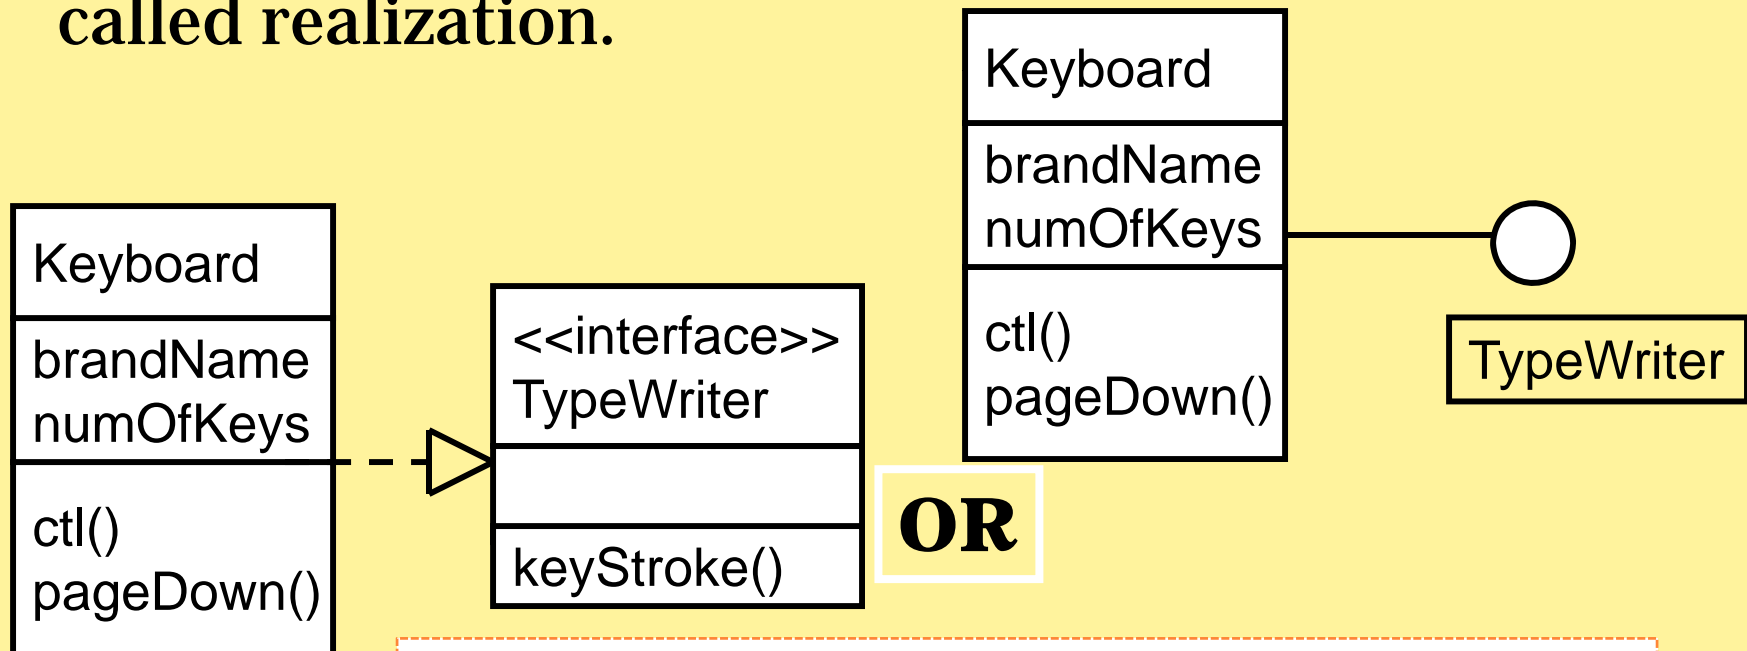 called realization.
Keyboard
brandName
numOfKeys
ctl()
pageDown()
<<interface>>
TypeWriter
keyStroke()
OR
Keyboard
brandName
numOfKeys
ctl()
pageDown()
TypeWriter